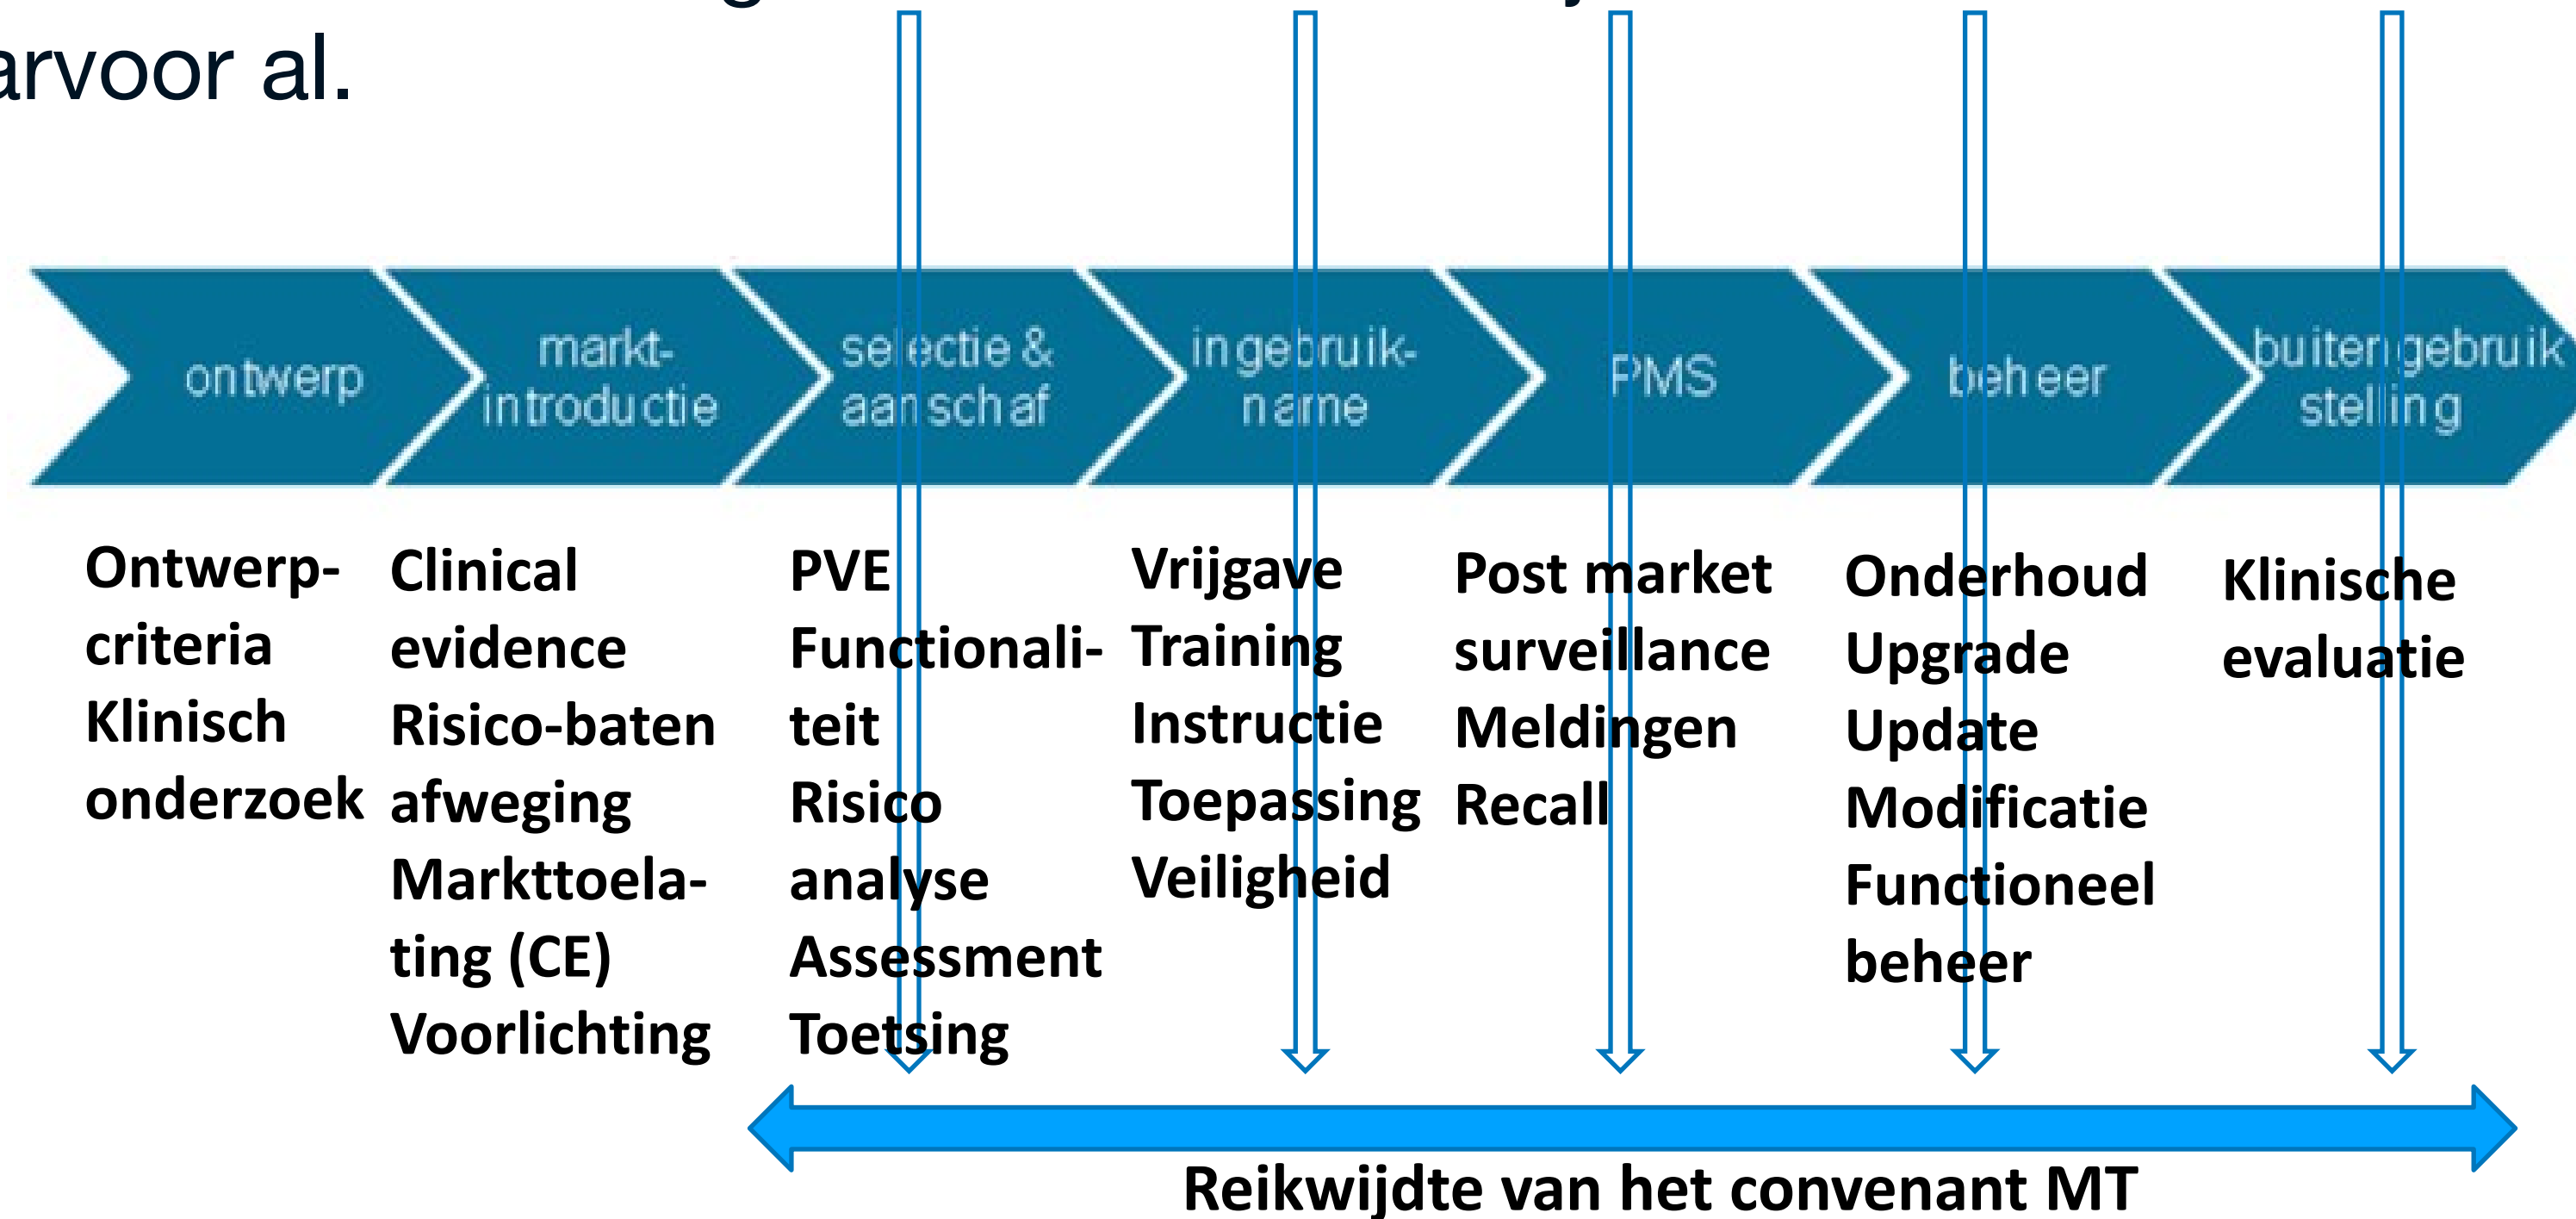 arvoor al.
ontwerp
markt-
introductie
selectie &
aanschaf
ingebruik-
name
PMS
beheer
buitengebruik
stelling
Ontwerp-
criteria
Klinisch
onderzoek
Clinical
evidence
Risico-baten
afweging
Markttoela-
ting (CE)
Voorlichting
PVE
Functionali-
teit
Risico
analyse
Assessment
Toetsing
Vrijgave
Training
Instructie
Toepassing
Veiligheid
Post market
surveillance
Meldingen
Recall
Onderhoud
Upgrade
Update
Modificatie
Functioneel
beheer
Klinische
evaluatie
Reikwijdte van het convenant MT